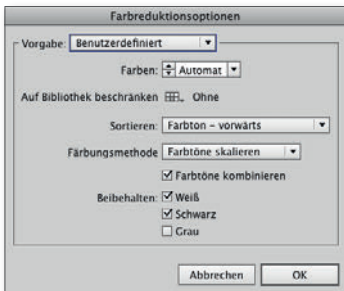 Farbreduktionsoptionen
Vorgabe: Benutzerdefiniert
Farben: Automat
Auf Bibliothek beschränken Ohne
Sortieren: Farbton – vorwärts
Färbungsmethode Farbtöne skalieren
Farbtöne kombinieren
Beibehalten: Weiß
Schwarz
Grau
Abbrechen OK